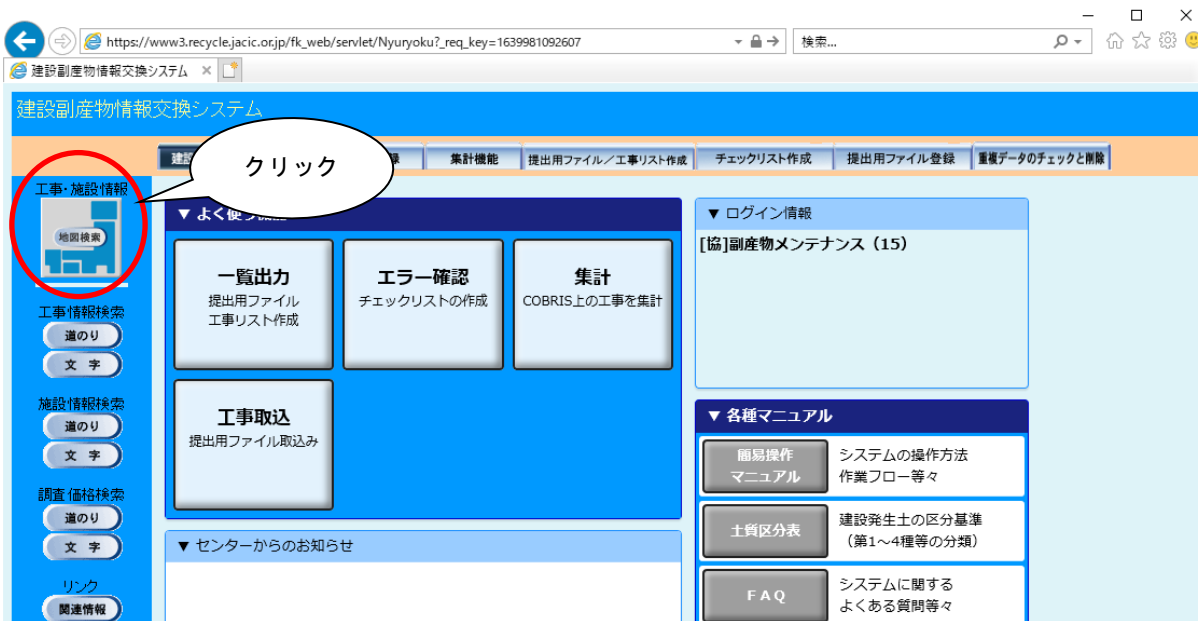 https://www3.recycle.jacic.or.jp/fk_web/servlet/Nyuryoku?_req_key=1639981092607
検索...
建設副産物情報交換システム
建設副産物情報交換システム
クリック
集計機能
提出用ファイル／工事リスト作成
チェックリスト作成
提出用ファイル登録
重複データのチェックと削除
工事・施設情報
地図検索
工事情報検索
道のり
文 字
施設情報検索
道のり
文 字
調査価格検索
道のり
文 字
リンク
関連情報
▼ よく使
一覧出力
提出用ファイル
工事リスト作成
エラー確認
チェックリストの作成
集計
COBRIS上の工事を集計
工事取込
提出用ファイル取込み
▼ センターからのお知らせ
▼ ログイン情報
[協]副産物メンテナンス（15）
▼ 各種マニュアル
簡易操作
マニュアル
システムの操作方法
作業フロー等々
土質区分表
建設発生土の区分基準
（第1～4種等の分類）
ＦＡＱ
システムに関する
よくある質問等々